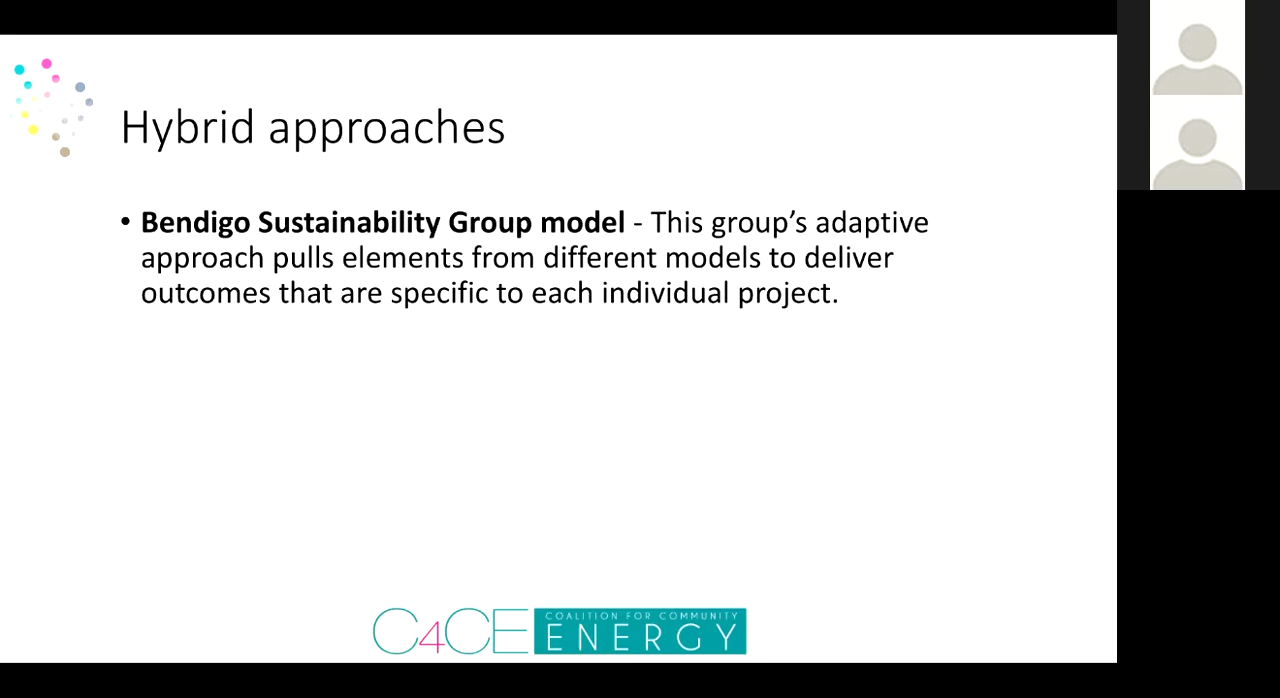 Hybrid approaches
• Bendigo Sustainability Group model - This group’s adaptive
approach pulls elements from different models to deliver
outcomes that are specific to each individual project.
C4CE COALITION FOR COMMUNITY
ENERGY